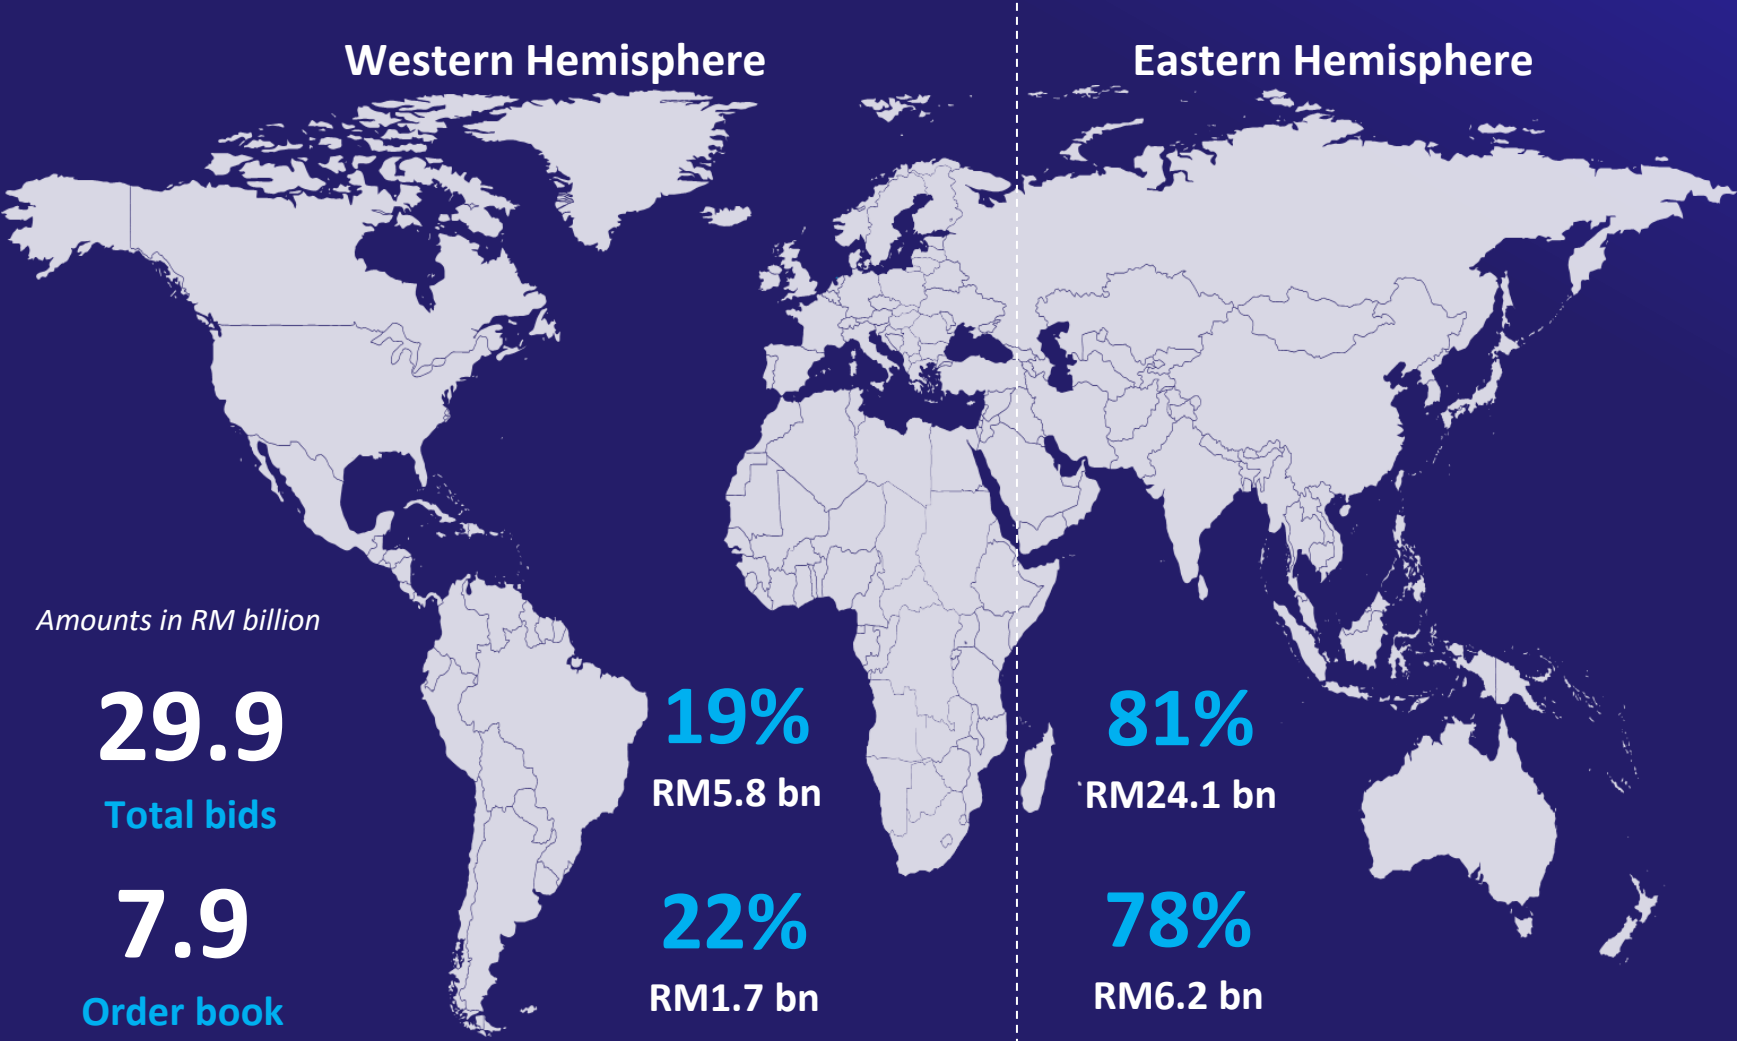 Western Hemisphere
Eastern Hemisphere
Amounts in RM billion
29.9
Total bids
19%
RM5.8 bn
81%
RM24.1 bn
7.9
Order book
22%
RM1.7 bn
78%
RM6.2 bn